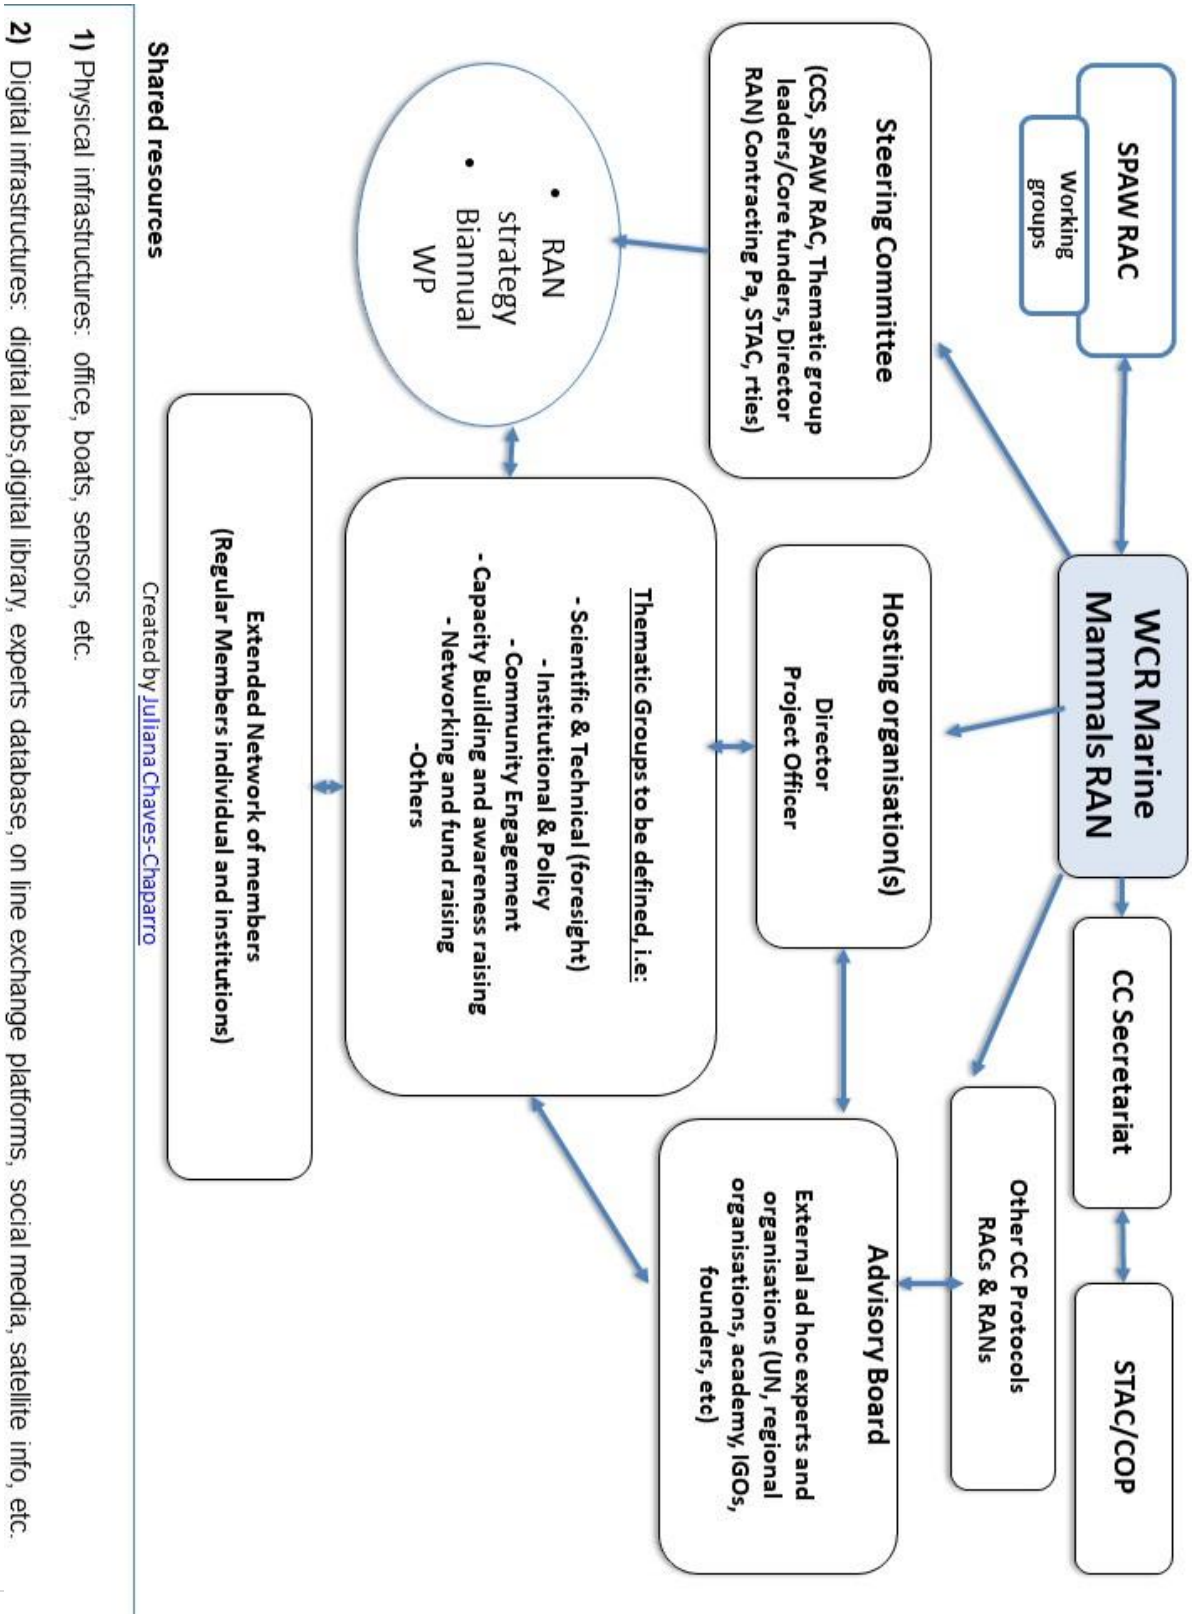 SPAW RAC
Working
groups
WCR Marine
Mammals RAN
CC Secretariat
STAC/COP
Other CC Protocols
RACs & RANs
Steering Committee
(CCS, SPAW RAC, Thematic group
leaders/Core funders, Director
RAN) Contracting Pa, STAC, rties)
Hosting organisation(s)
Director
Project Officer
Advisory Board
External ad hoc experts and
organisations (UN, regional
organisations, academy, IGOs,
founders, etc)
• RAN
strategy
• Biannual
WP
Thematic Groups to be defined, i.e:
- Scientific & Technical (foresight)
- Institutional & Policy
- Community Engagement
- Capacity Building and awareness raising
- Networking and fund raising
-Others
Extended Network of members
(Regular Members individual and institutions)
Created by Juliana Chaves-Chaparro
Shared resources
1) Physical infrastructures: office, boats, sensors, etc.
2) Digital infrastructures: digital labs,digital library, experts database, on line exchange platforms, social media, satellite info, etc.